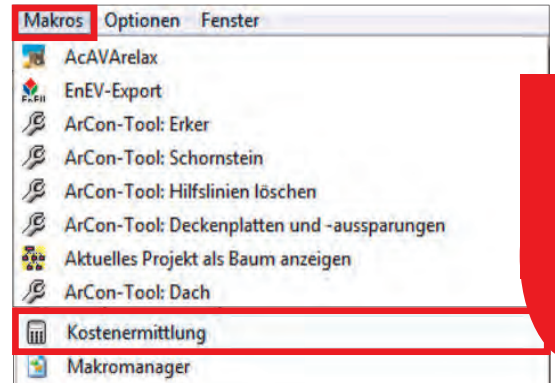 Makros Optionen Fenster
AcAVArelax
EnEV-Export
ArCon-Tool: Erker
ArCon-Tool: Schornstein
ArCon-Tool: Hilfslinien löschen
ArCon-Tool: Deckenplatten und -aussparungen
Aktuelles Projekt als Baum anzeigen
ArCon-Tool: Dach
Kostenermittlung
Makromanager